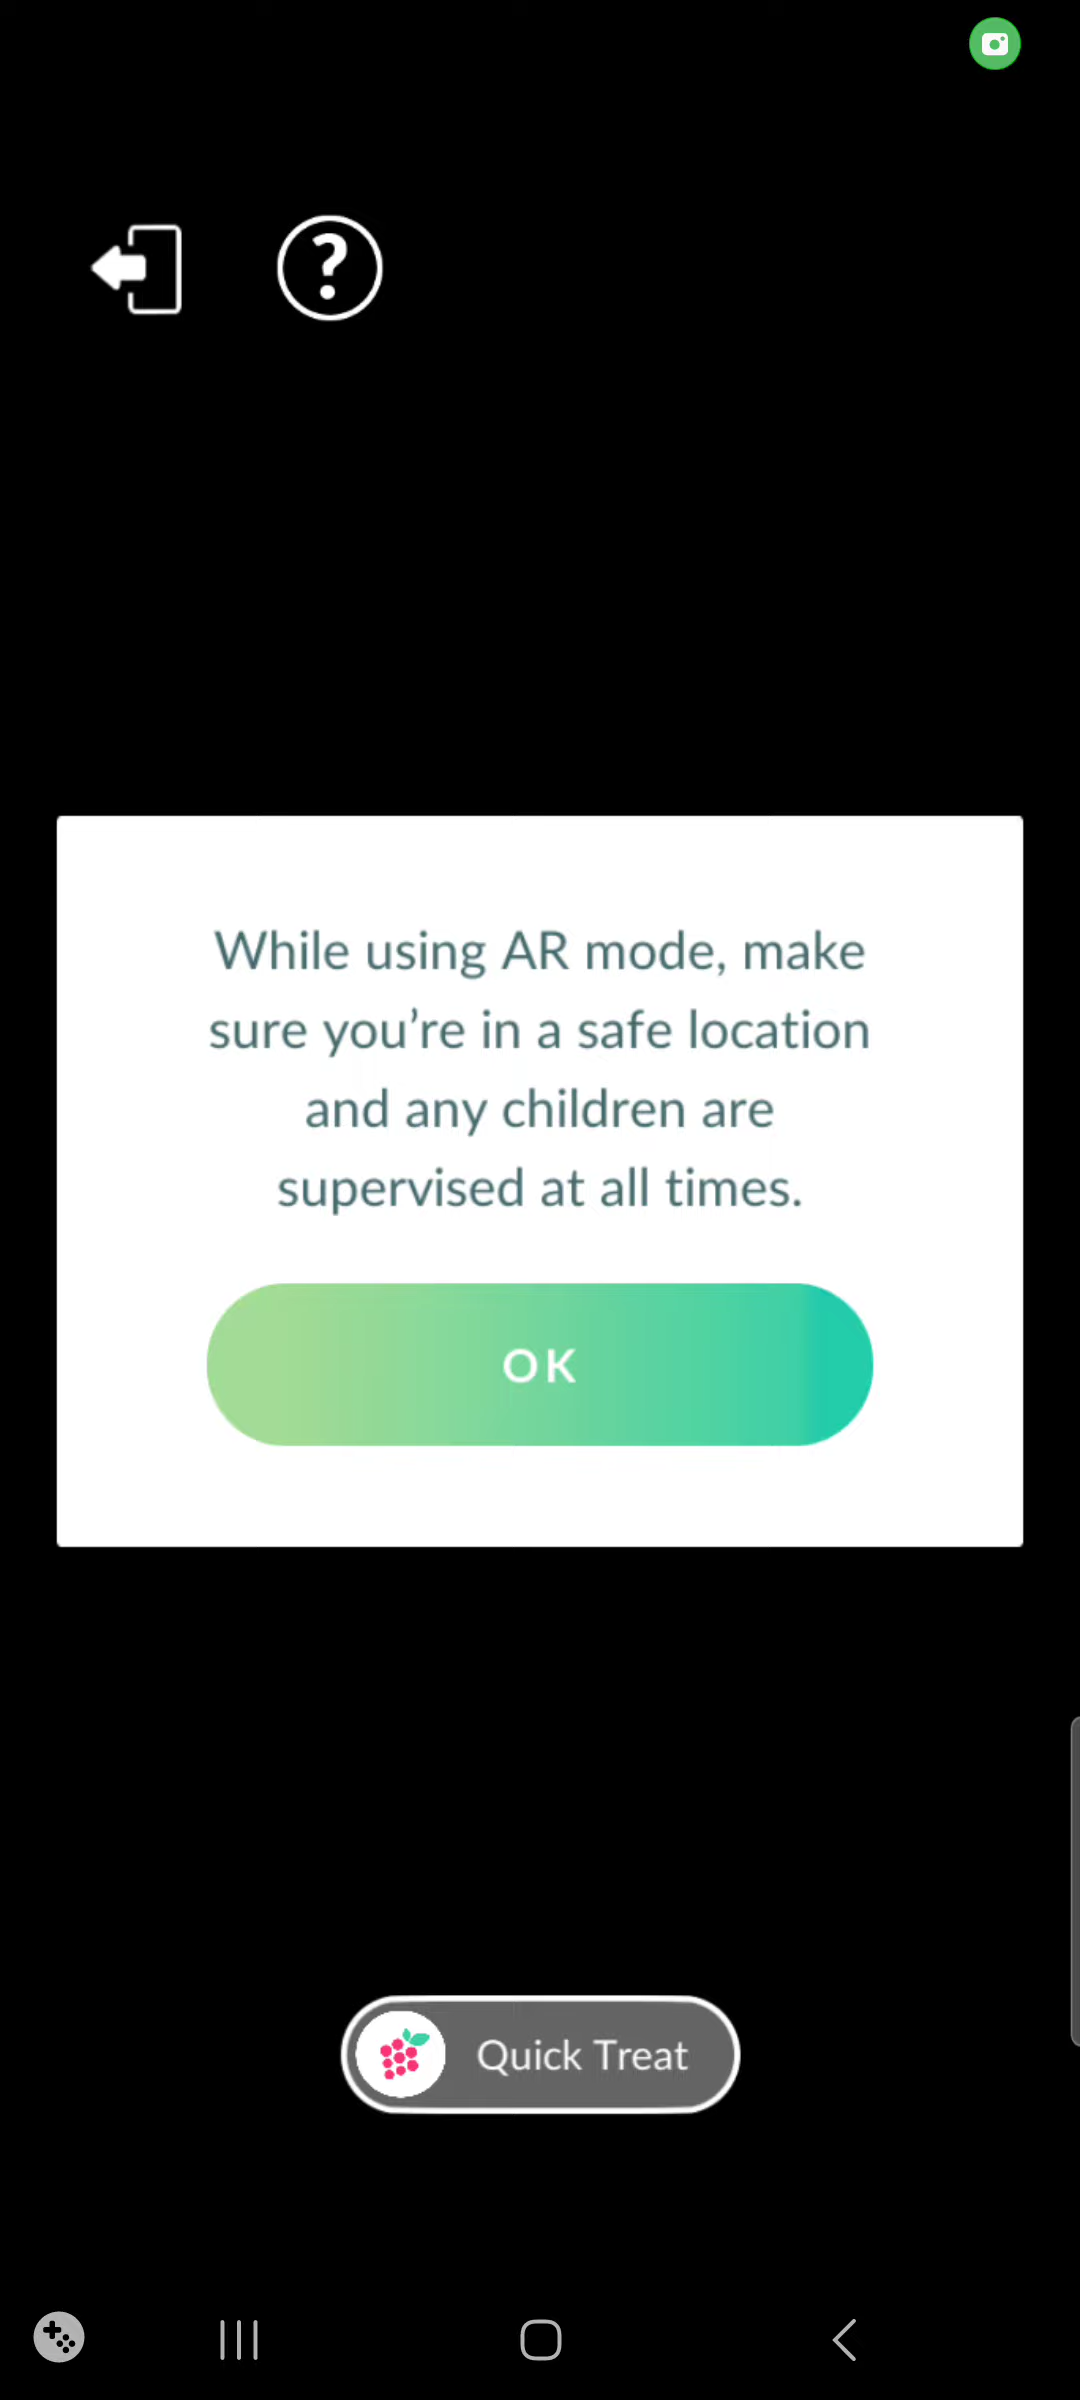 While using AR mode, make
sure you’re in a safe location
and any children are
supervised at all times.
OK
Quick Treat